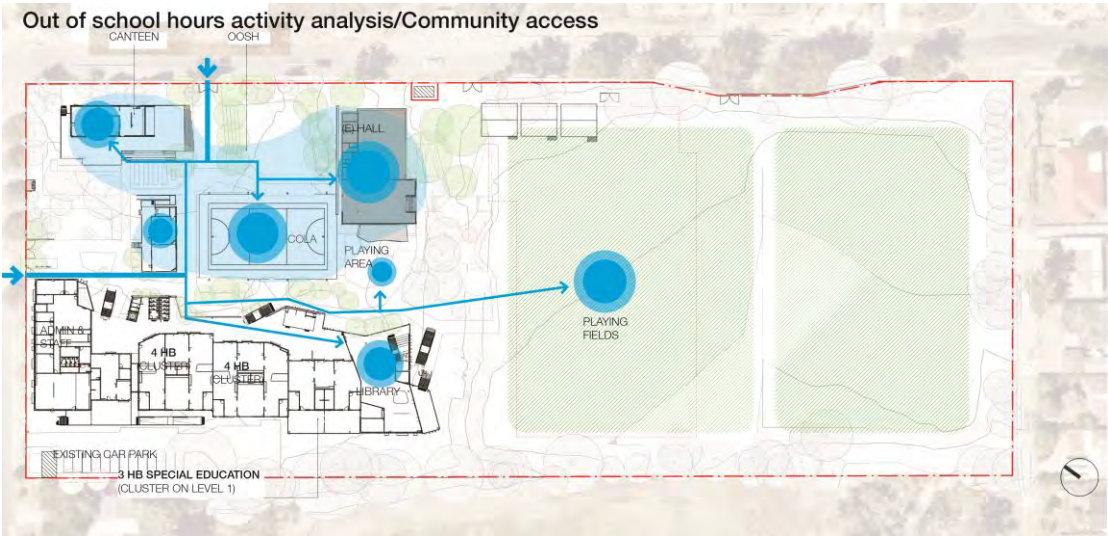 Out of school hours activity analysis/Community access
CANTEEN
OOSH
(E) HALL
COLA
PLAYING
AREA
PLAYING
FIELDS
ADMIN &
STAFF
4 HB
(CLUSTER)
4 HB
(CLUSTER)
LIBRARY
EXISTING CAR PARK
3 HB SPECIAL EDUCATION
(CLUSTER ON LEVEL 1)